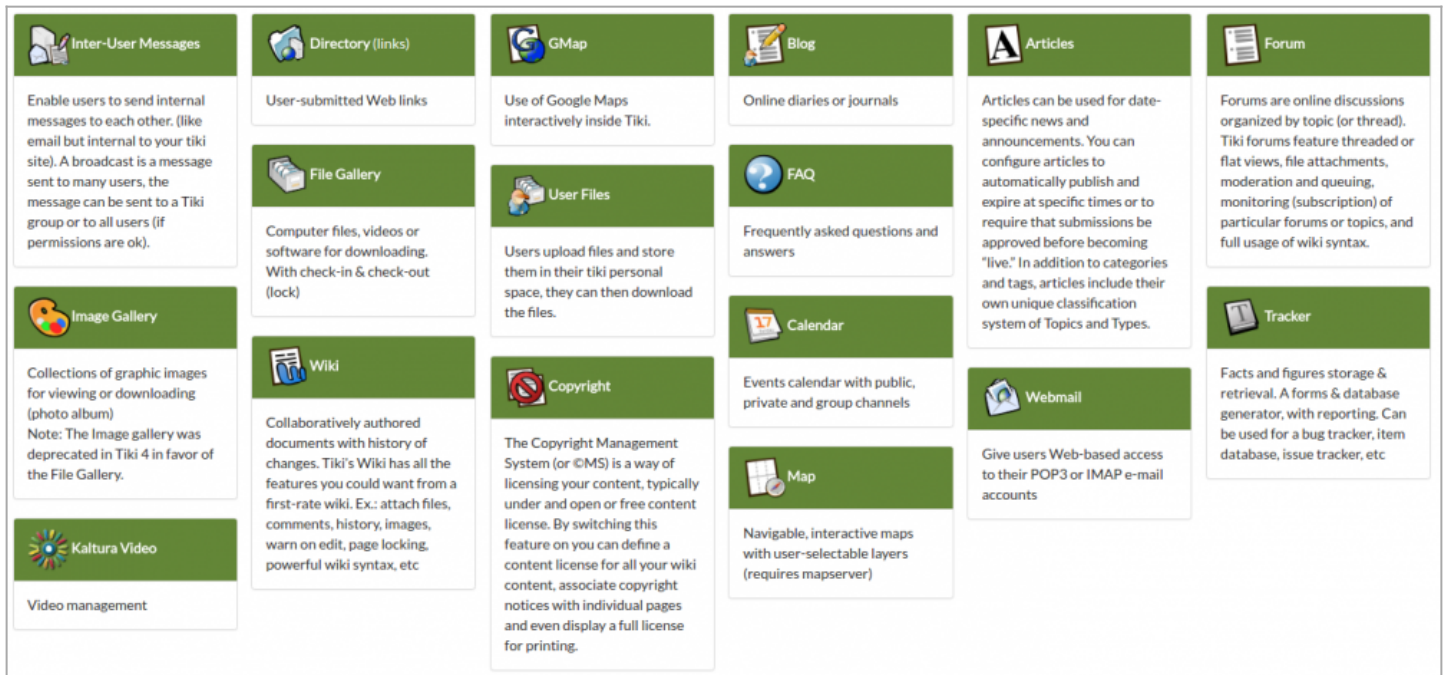 Inter-User Messages
Enable users to send internal
messages to each other. (like
email but internal to your tiki
site). A broadcast is a message
sent to many users, the
message can be sent to a Tiki
group or to all users (if
permissions are ok).
Image Gallery
Collections of graphic images
for viewing or downloading
(photo album)
Note: The Image gallery was
deprecated in Tiki 4 in favor of
the File Gallery.
Kaltura Video
Video management
Directory (links)
User-submitted Web links
File Gallery
Computer files, videos or
software for downloading.
With check-in & check-out
(lock)
Wiki
Collaboratively authored
documents with history of
changes. Tiki's Wiki has all the
features you could want from a
first-rate wiki. Ex.: attach files,
comments, history, images,
warn on edit, page locking,
powerful wiki syntax, etc
G
GMap
Use of Google Maps
interactively inside Tiki.
User Files
Users upload files and store
them in their tiki personal
space, they can then download
the files.
Copyright
The Copyright Management
System (or ©MS) is a way of
licensing your content, typically
under and open or free content
license. By switching this
feature on you can define a
content license for all your wiki
content, associate copyright
notices with individual pages
and even display a full license
for printing.
Blog
Online diaries or journals
?
FAQ
Frequently asked questions and
answers
17
Calendar
Events calendar with public,
private and group channels
Map
Navigable, interactive maps
with user-selectable layers
(requires mapserver)
A
Articles
Articles can be used for date-
specific news and
announcements. You can
configure articles to
automatically publish and
expire at specific times or to
require that submissions be
approved before becoming
"live." In addition to categories
and tags, articles include their
own unique classification
system of Topics and Types.
Webmail
Give users Web-based access
to their POP3 or IMAP e-mail
accounts
Forum
Forums are online discussions
organized by topic (or thread).
Tiki forums feature threaded or
flat views, file attachments,
moderation and queuing,
monitoring (subscription) of
particular forums or topics, and
full usage of wiki syntax.
T
Tracker
Facts and figures storage &
retrieval. A forms & database
generator, with reporting. Can
be used for a bug tracker, item
database, issue tracker, etc